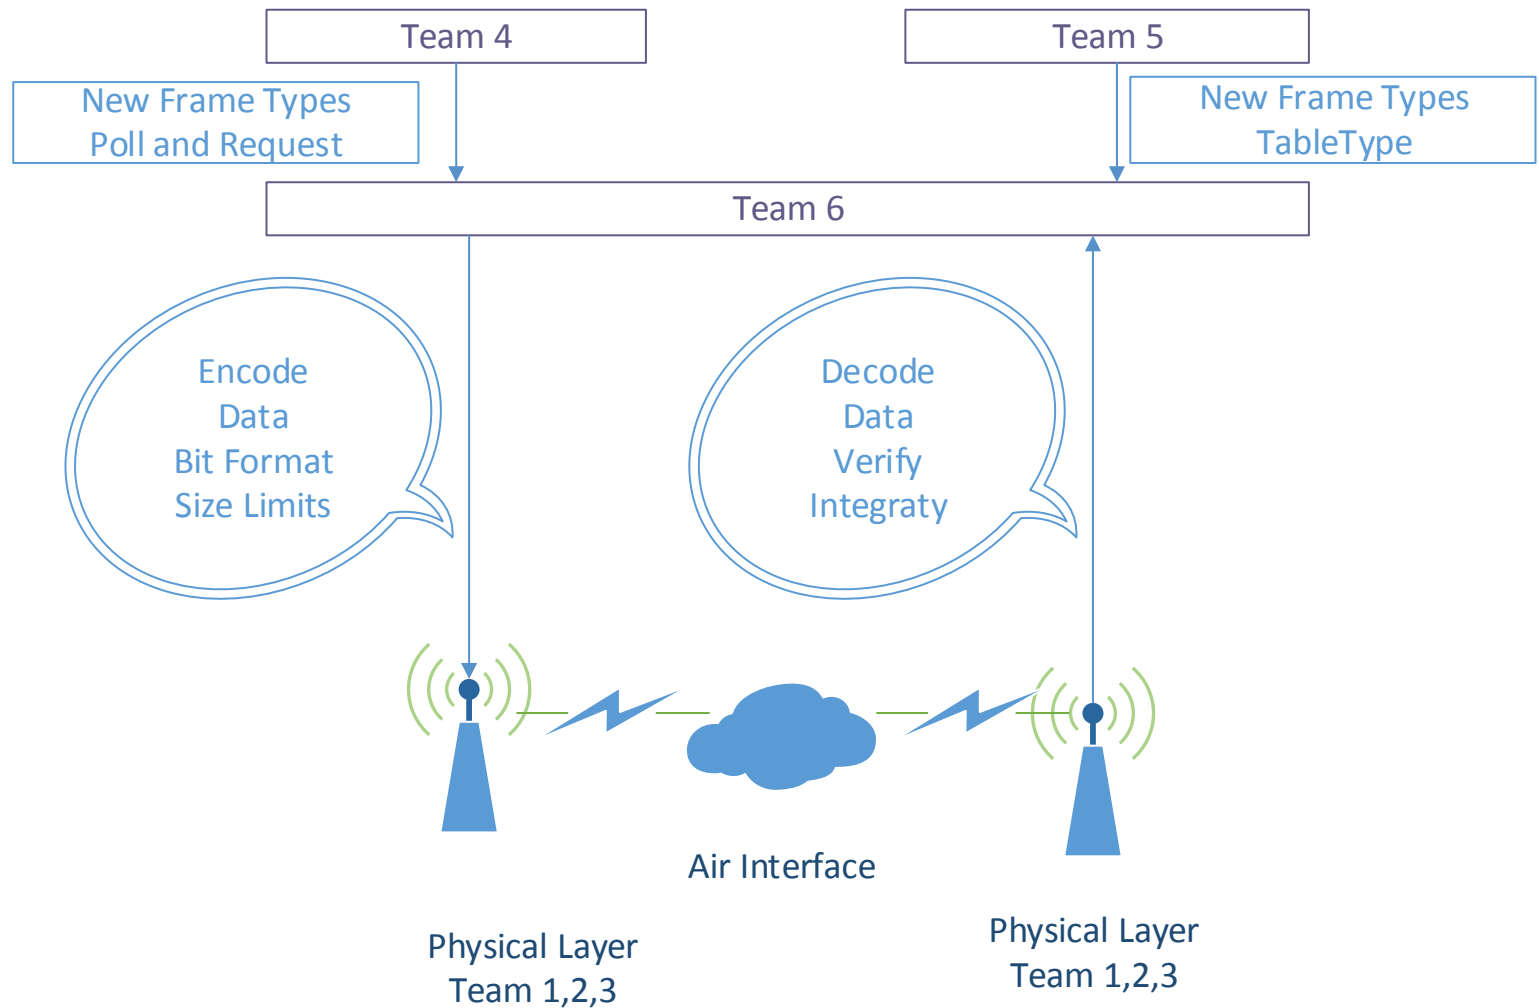 Team 4
Team 5
New Frame Types
Poll and Request
New Frame Types
TableType
Team 6
Encode
Data
Bit Format
Size Limits
Decode
Data
Verify
Integraty
Air Interface
Physical Layer
Team 1,2,3
Physical Layer
Team 1,2,3